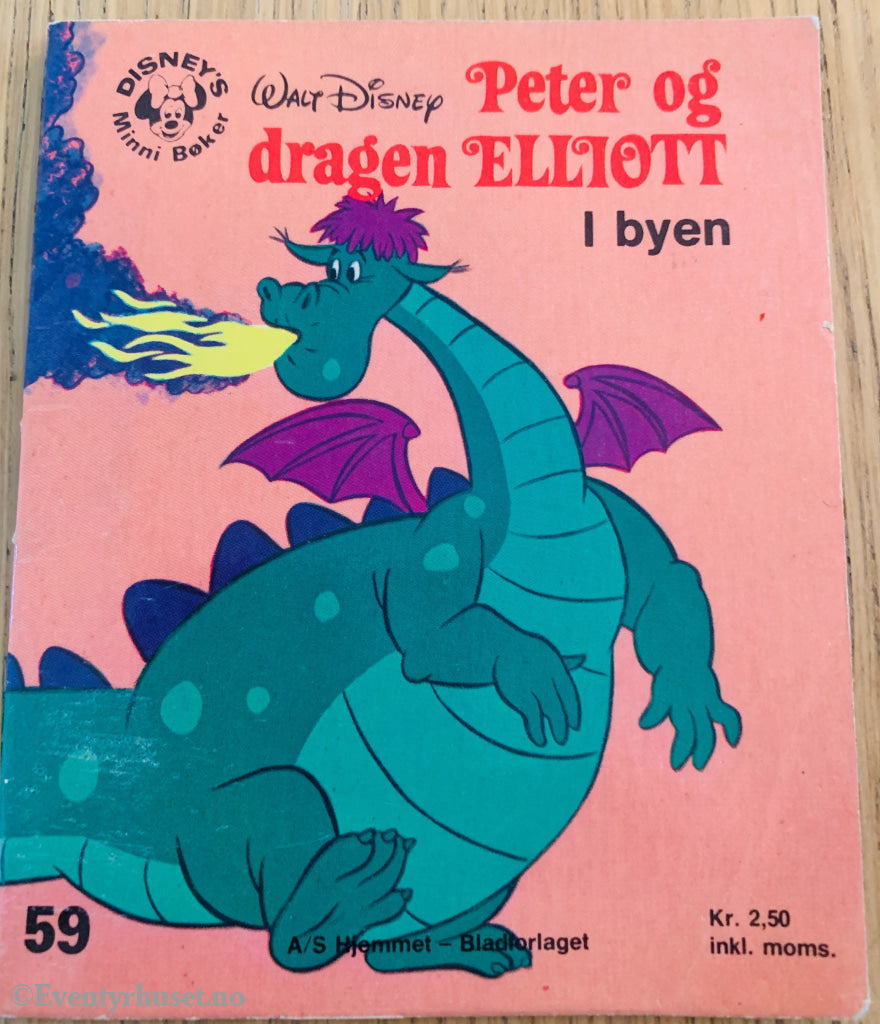 DISNEY'S
Minni Bøker
WALT DISNEY Peter og
dragen ELLIOTT
I byen
59
A/S Hjemmet – Bladforlaget
Kr. 2,50
inkl. moms.
©Eventyrhuset.no